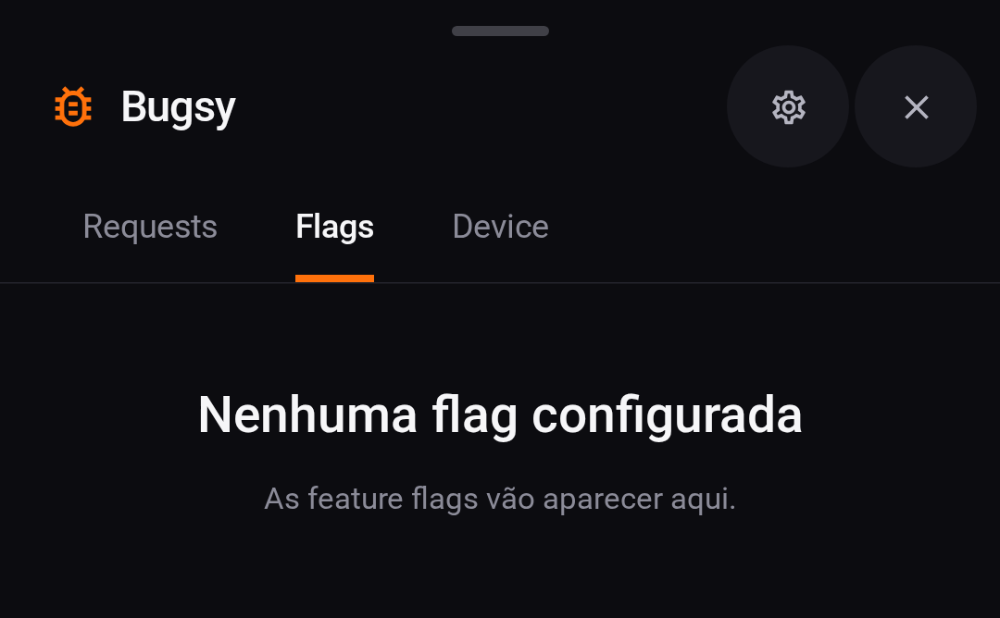 Bugsy
Requests Flags Device
Nenhuma flag configurada
As feature flags vão aparecer aqui.